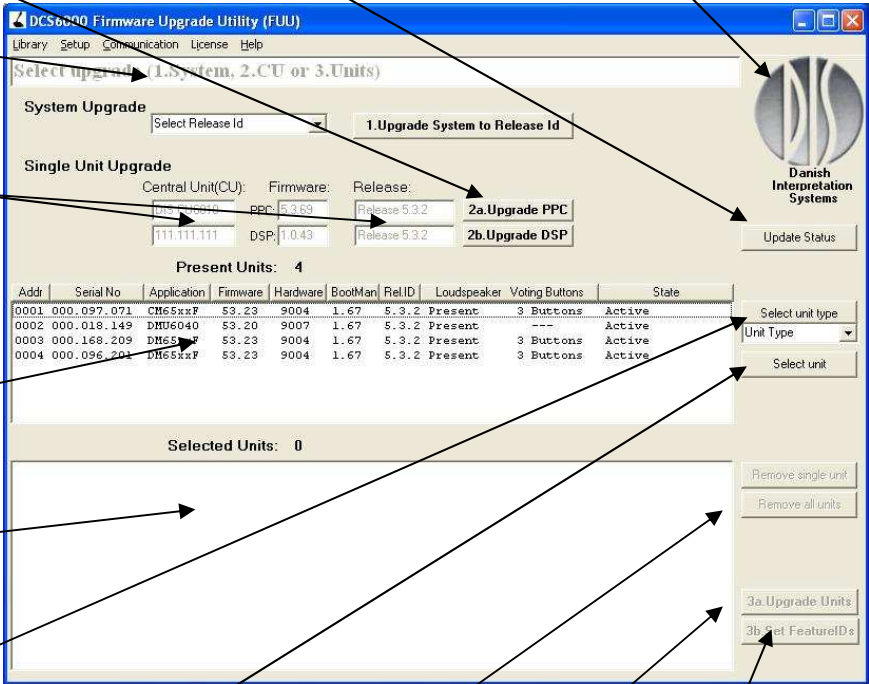 DCS6000 Firmware Upgrade Utility (FUU)
Library Setup Communication License Help
Select upgrade (1.System, 2.CU or 3.Units)
DIS
Danish
Interpretation
Systems
System Upgrade
Select Release Id
1.Upgrade System to Release Id
Single Unit Upgrade
Central Unit(CU): Firmware: Release:
DIS CU6010 PPC: 5.3.69 Release 5.3.2 2a.Upgrade PPC
111.111.111 DSP: 1.0.43 Release 5.3.2 2b.Upgrade DSP
Update Status
Present Units: 4
Addr Serial No Application Firmware Hardware BootMan Rel.ID Loudspeaker Voting Buttons State
0001 000.097.071 CM65xxF 53.23 9004 1.67 5.3.2 Present 3 Buttons Active
0002 000.018.149 DMU6040 53.20 9007 1.67 5.3.2 Present --- Active
0003 000.168.209 DM65xxF 53.23 9004 1.67 5.3.2 Present 3 Buttons Active
0004 000.096.201 DM65xxF 53.23 9004 1.67 5.3.2 Present 3 Buttons Active
Select unit type
Unit Type
Select unit
Selected Units: 0
Remove single unit
Remove all units
3a.Upgrade Units
3b.Set FeatureIDs